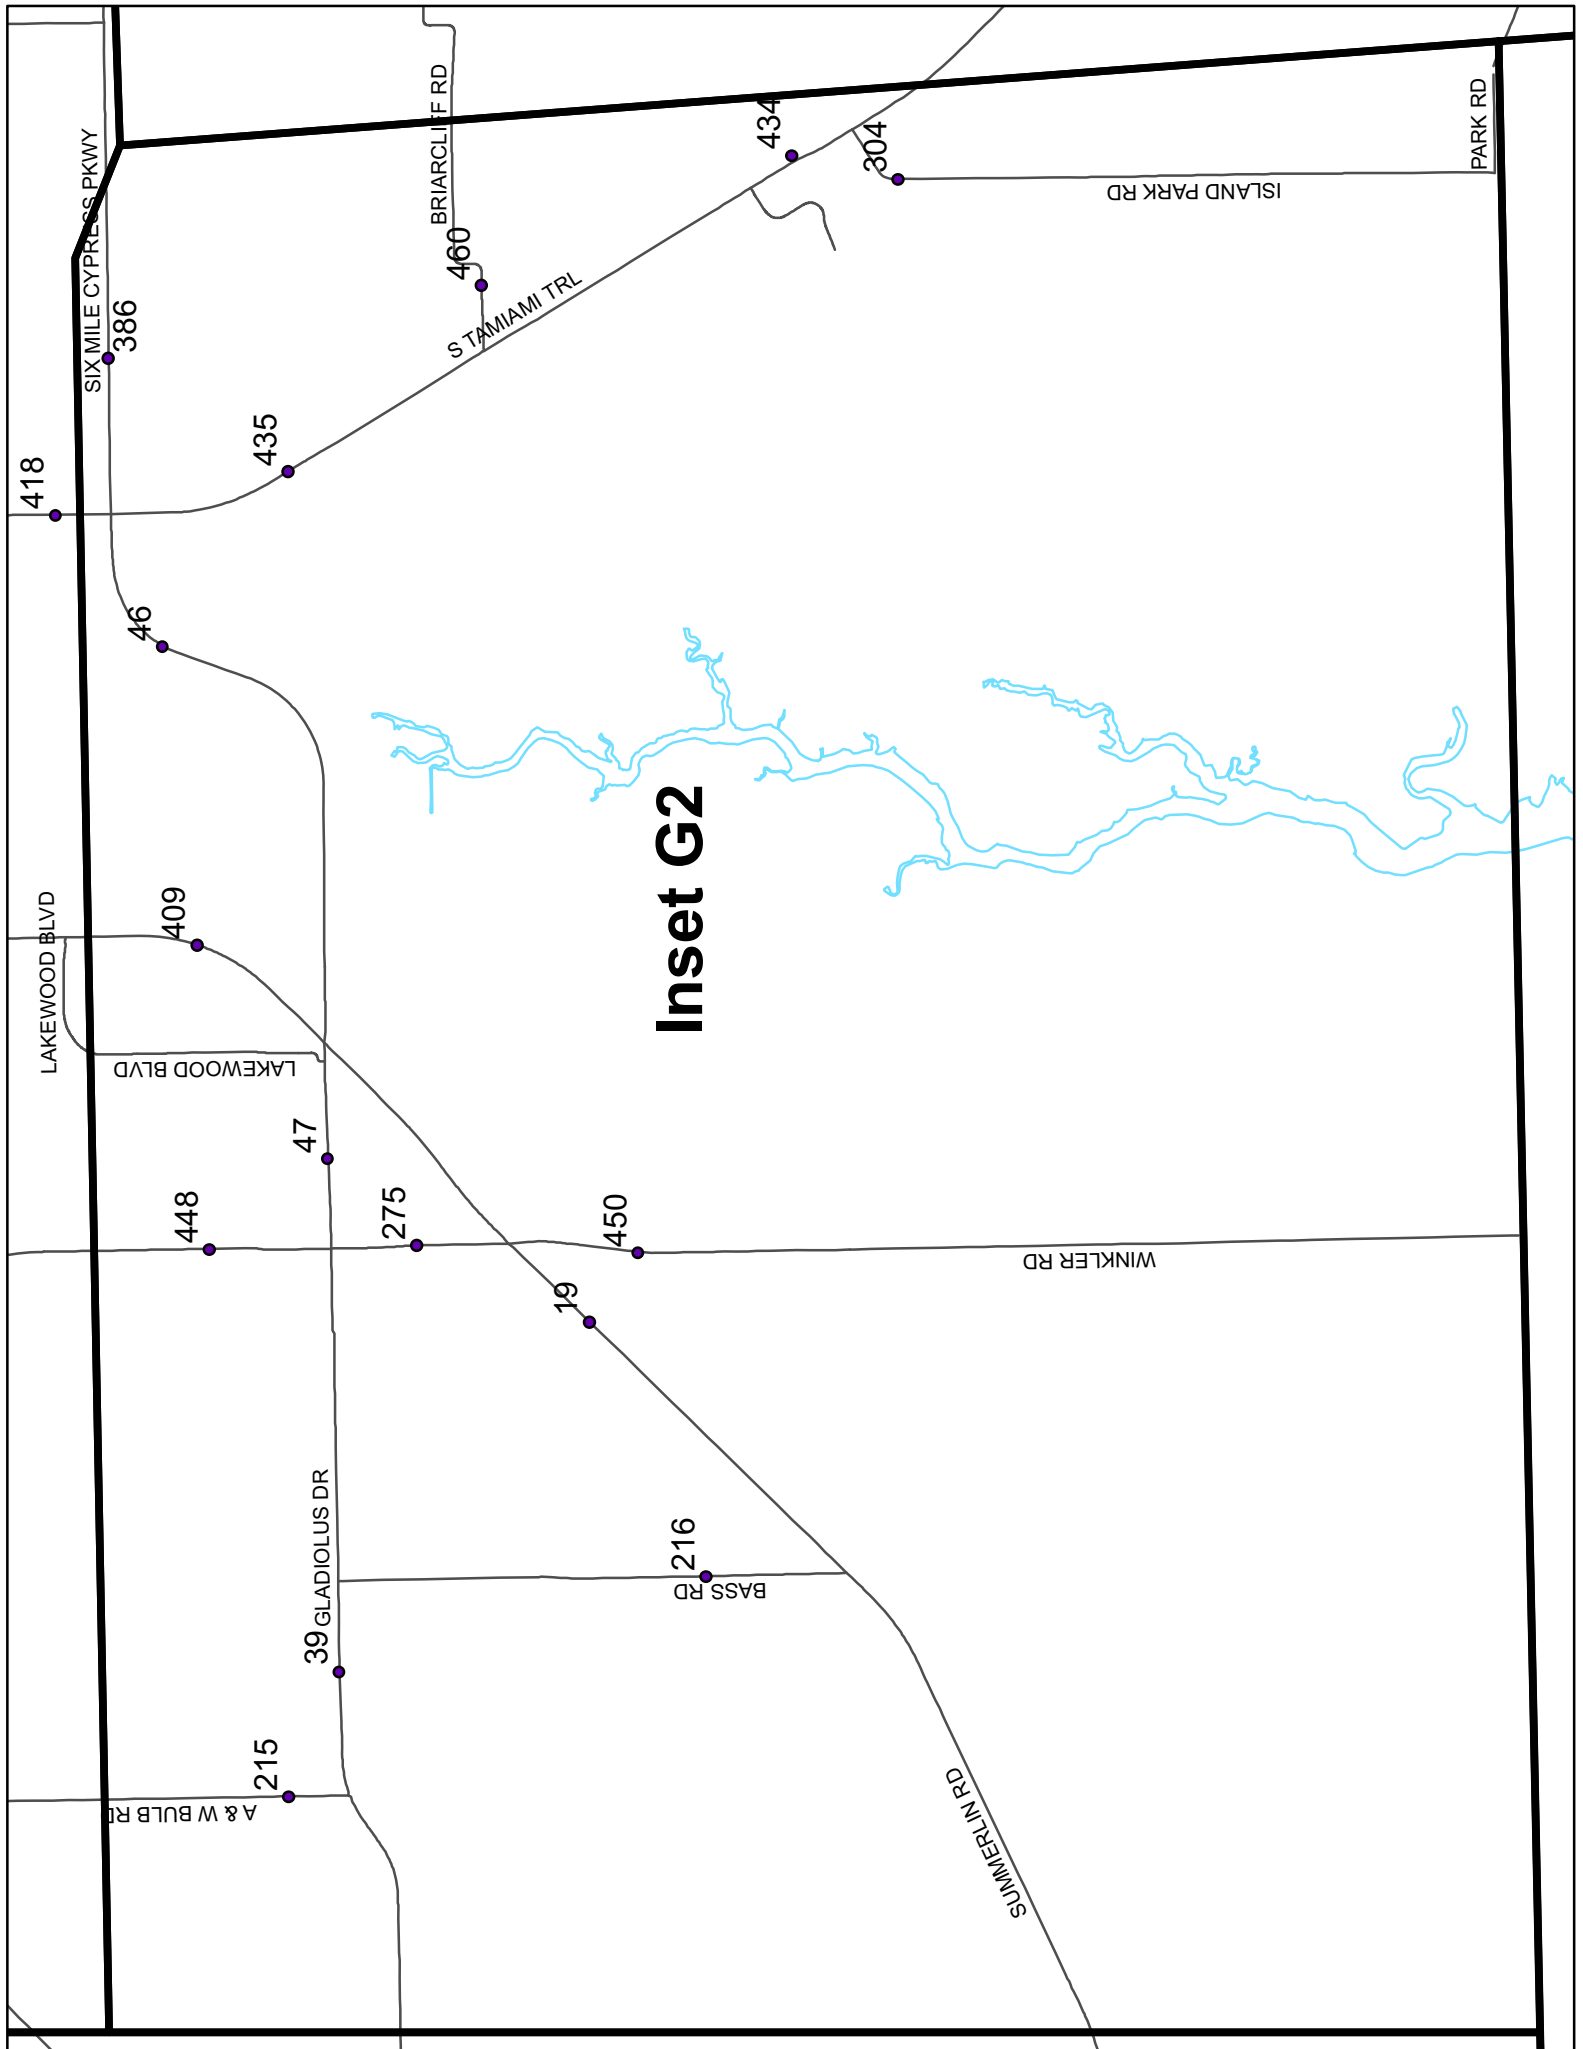 418
SIX MILE CYPRESS PKWY
386
BRIARCLIFF RD
460
434
304
ISLAND PARK RD
PARK RD
S TAMIAMI TRL
435
46
Inset G2
LAKEWOOD BLVD
409
LAKEWOOD BLVD
47
448
275
450
WINKLER RD
19
GLADIOLUS DR
39
216
BASS RD
215
A & W BULB RD
SUMMERLIN RD